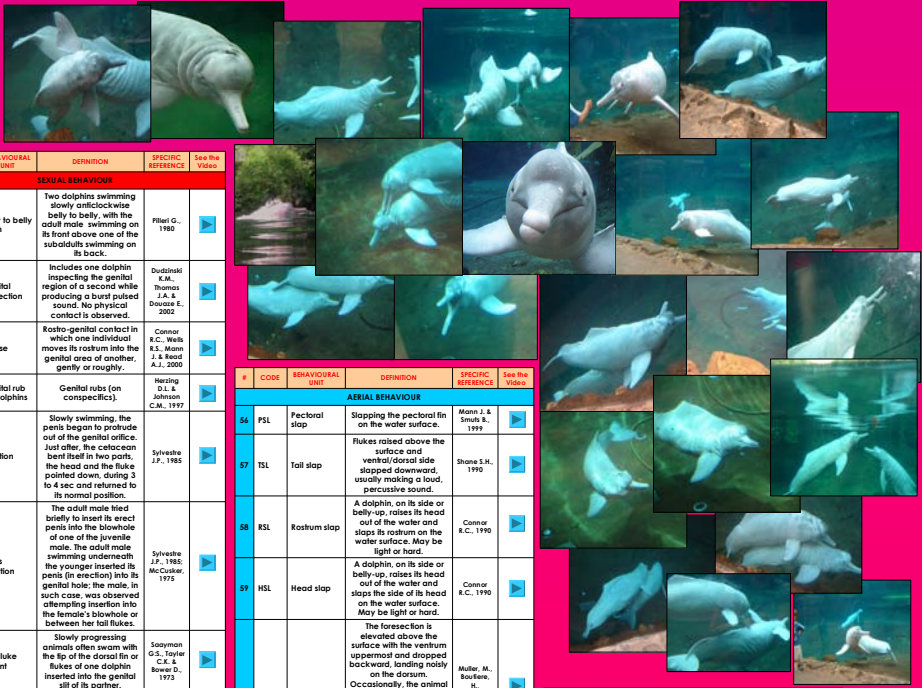 BEHAVIOURAL UNIT
DEFINITION
SPECIFIC
REFERENCE
See the
Video
SEXUAL BEHAVIOUR
y to belly
Two dolphins swimming
slowly anticlockwise
belly to belly, with the
adult male swimming on
its front above one of the
subadults swimming on
its back.
Pilleri G.,
1980
Includes one dolphin
inspecting the genital
region of a second while
producing a burst pulsed
sound. No physical
contact is observed.
Dudzinski
K.M.,
Thomas
J.A. &
Douaze E.,
2002
Rostro-genital contact in
which one individual
moves its rostrum into the
genital area of another,
gently or roughly.
Connor
R.C., Wells
R.S., Mann
J. & Read
A.J., 2000
ital rub
olphins
Genital rubs (on
conspecifics).
Herzing
D.L. &
Johnson
C.M., 1997
Slowly swimming, the
penis began to protrude
out of the genital orifice.
Just after, the cetacean
bent itself in two parts,
the head and the fluke
pointed down, during 3
to 4 sec and returned to
its normal position.
Sylvestre
J.P., 1985
The adult male tried
briefly to insert its erect
penis into the blowhole
of one of the juvenile
male. The adult male
swimming underneath
the younger inserted its
penis (in erection) into its
genital hole; the male, in
such case, was observed
attempting insertion into
the female's blowhole or
between her tail flukes.
Sylvestre
J.P., 1985;
McCusker,
1975
Slowly progressing
animals often swam with
the tip of the dorsal fin or
flukes of one dolphin
inserted into the genital
slit of its partner.
Saayman
G.S., Tayler
C.K. &
Bower D.,
1973
# CODE BEHAVIOURAL
UNIT
DEFINITION
SPECIFIC
REFERENCE
See the
Video
AERIAL BEHAVIOUR
56 PSL
Pectoral
slap
Slapping the pectoral fin
on the water surface.
Mann J. &
Smuts B.,
1999
57 TSL Tail slap
Flukes raised above the
surface and
ventral/dorsal side
slapped downward,
usually making a loud,
percussive sound.
Shane S.H.,
1990
58 RSL Rostrum slap
A dolphin, on its side or
belly-up, raises its head
out of the water and
slaps its rostrum on the
water surface. May be
light or hard.
Connor
R.C., 1990
59 HSL Head slap
A dolphin, on its side or
belly-up, raises its head
out of the water and
slaps the side of its head
on the water surface.
May be light or hard.
Connor
R.C., 1990
The foresection is
elevated above the
surface with the ventrum
uppermost and dropped
backward, landing noisily
on the dorsum.
Occasionally, the animal
Muller, M.,
Boutiere,
H.,